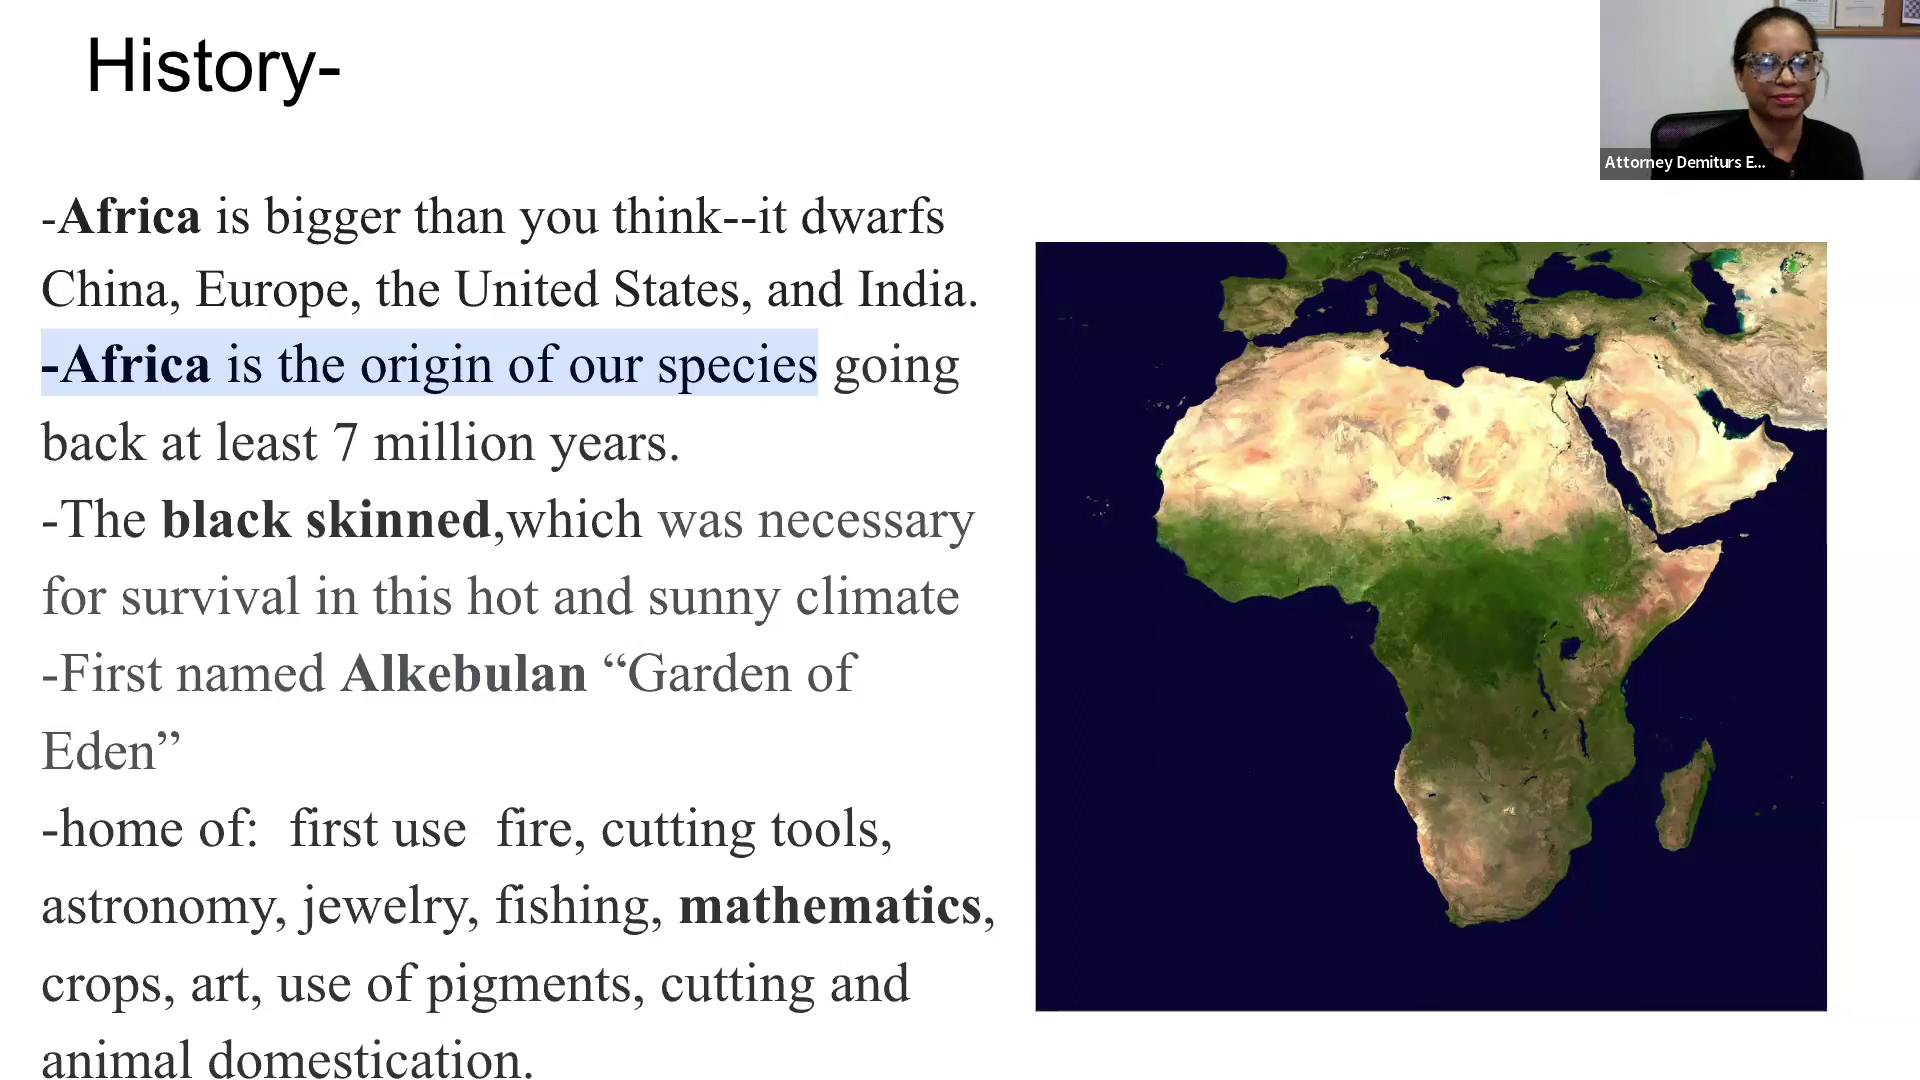 History-
Attorney Demiturs E...
-Africa is bigger than you think--it dwarfs
China, Europe, the United States, and India.
-Africa is the origin of our species going
back at least 7 million years.
-The black skinned,which was necessary
for survival in this hot and sunny climate
-First named Alkebulan “Garden of
Eden”
-home of:  first use  fire, cutting tools,
astronomy, jewelry, fishing, mathematics,
crops, art, use of pigments, cutting and
animal domestication.